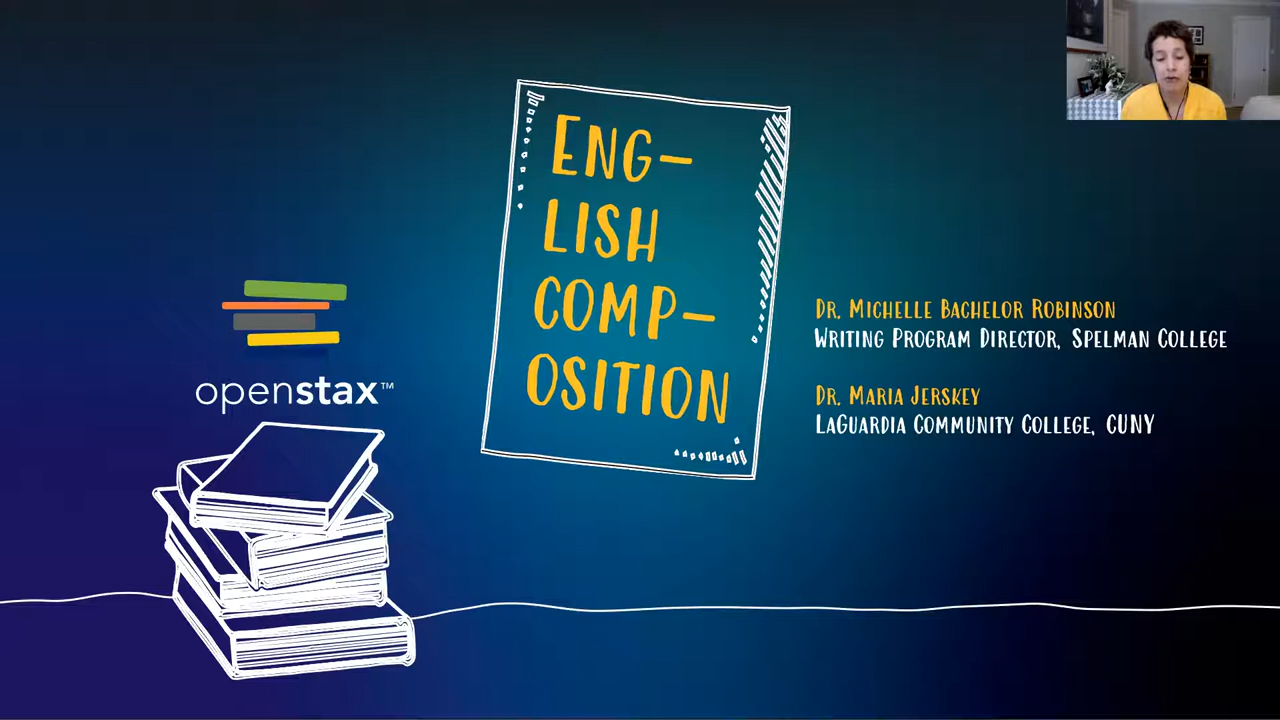 ENG-
LISH
COMP-
OSITION
openstax™
DR. MICHELLE BACHELOR ROBINSON
WRITING PROGRAM DIRECTOR, SPELMAN COLLEGE
DR. MARIA JERSKEY
LAGUARDIA COMMUNITY COLLEGE, CUNY